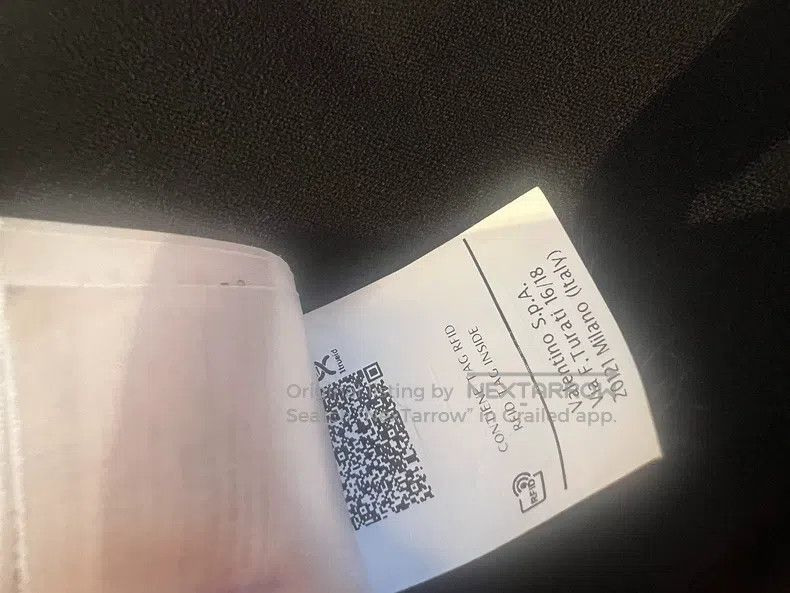 Valentino S.p.A.
Via F. Turati 16/18
20121 Milano (Italy)
CONTIENE TAG RFID
RFID TAG INSIDE
RFID
trued
Original listing by NEXTARROW
Search "NexTarrow" in Grailed app.